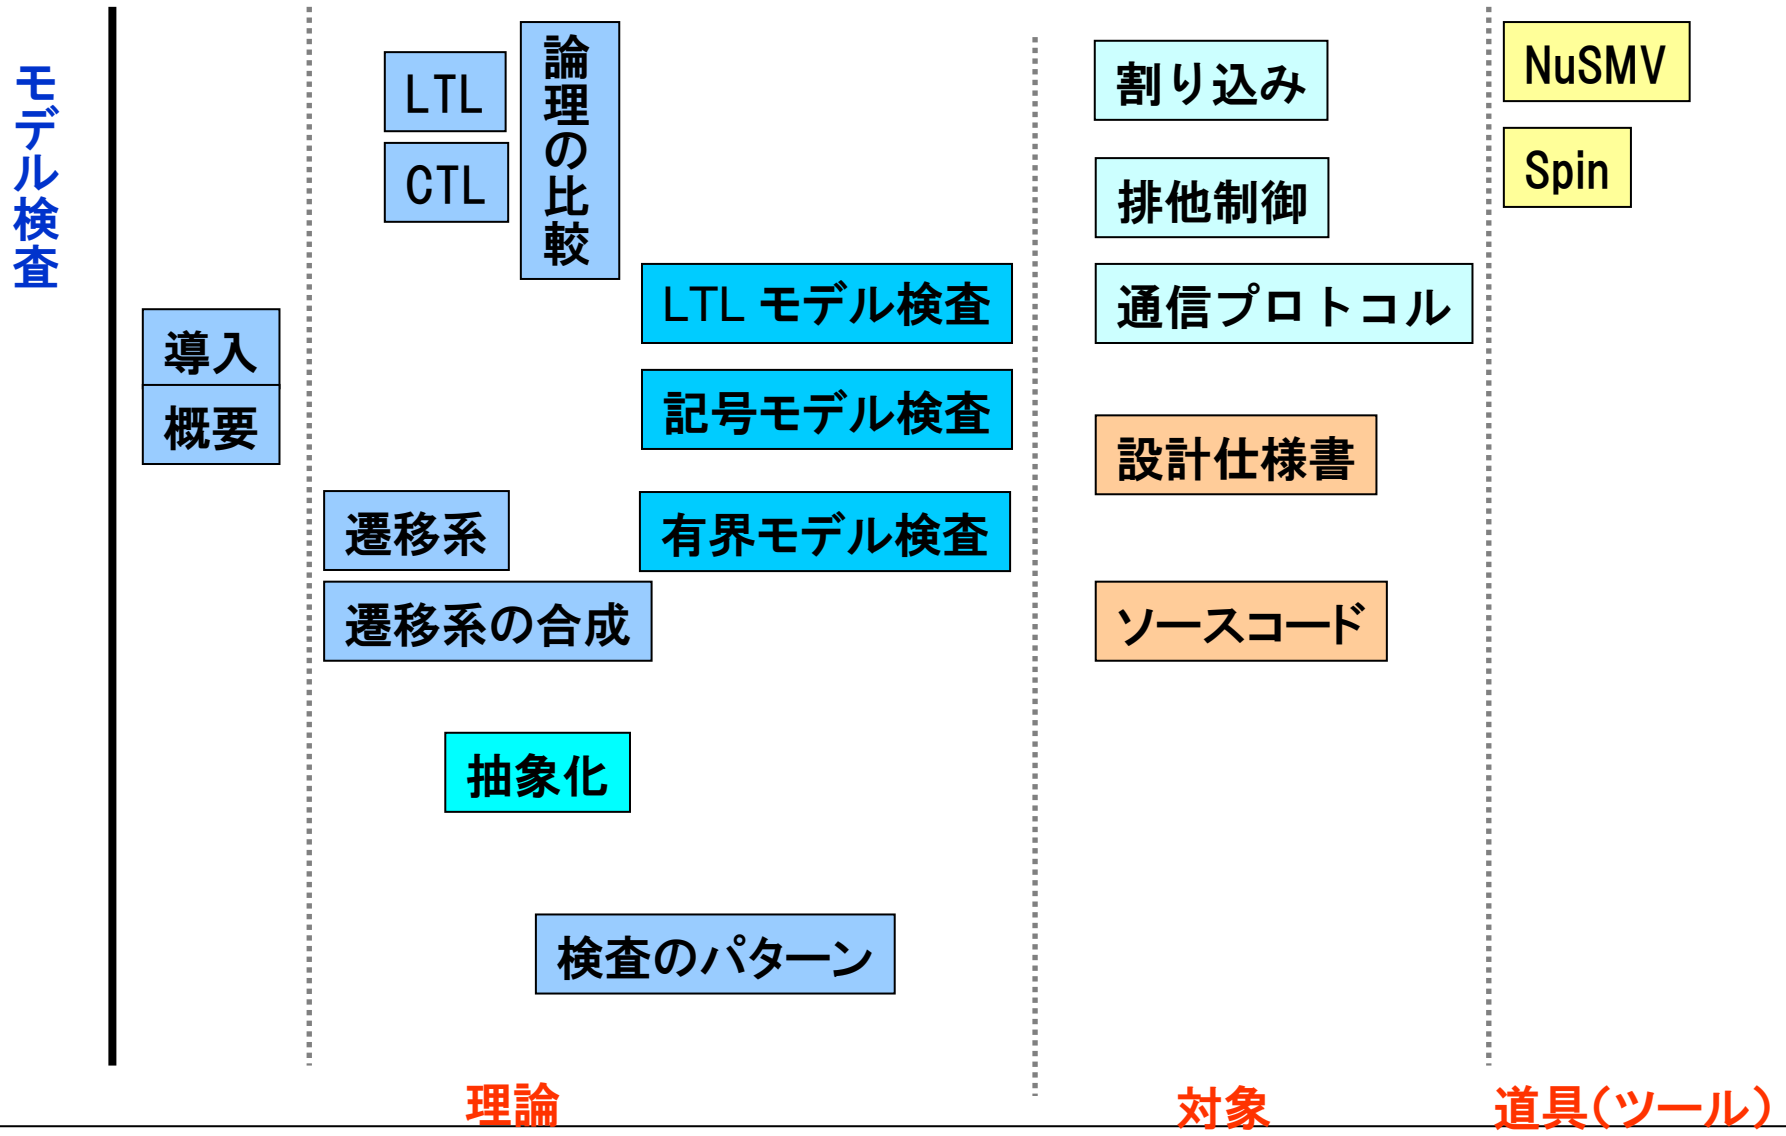 モデル検査
導入
概要
LTL
CTL
論理の比較
LTL モデル検査
記号モデル検査
有界モデル検査
遷移系
遷移系の合成
抽象化
検査のパターン
理論
割り込み
排他制御
通信プロトコル
設計仕様書
ソースコード
対象
NuSMV
Spin
道具(ツール)